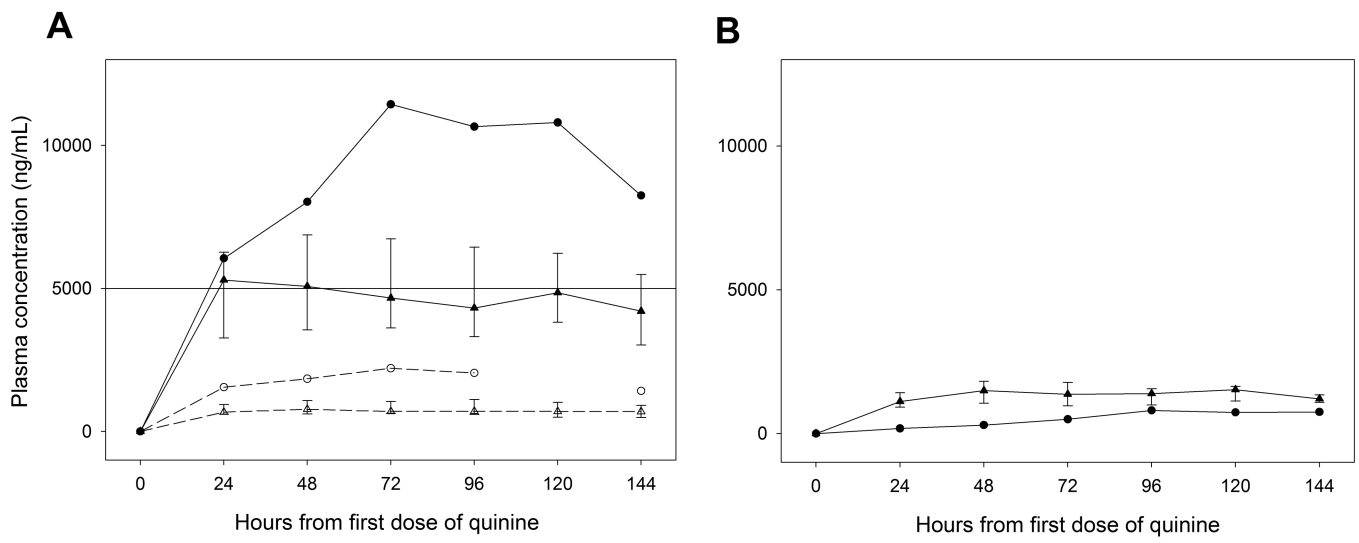 A
Plasma concentration (ng/mL)
10000
5000
0
0 24 48 72 96 120 144
Hours from first dose of quinine
B
10000
5000
0
0 24 48 72 96 120 144
Hours from first dose of quinine